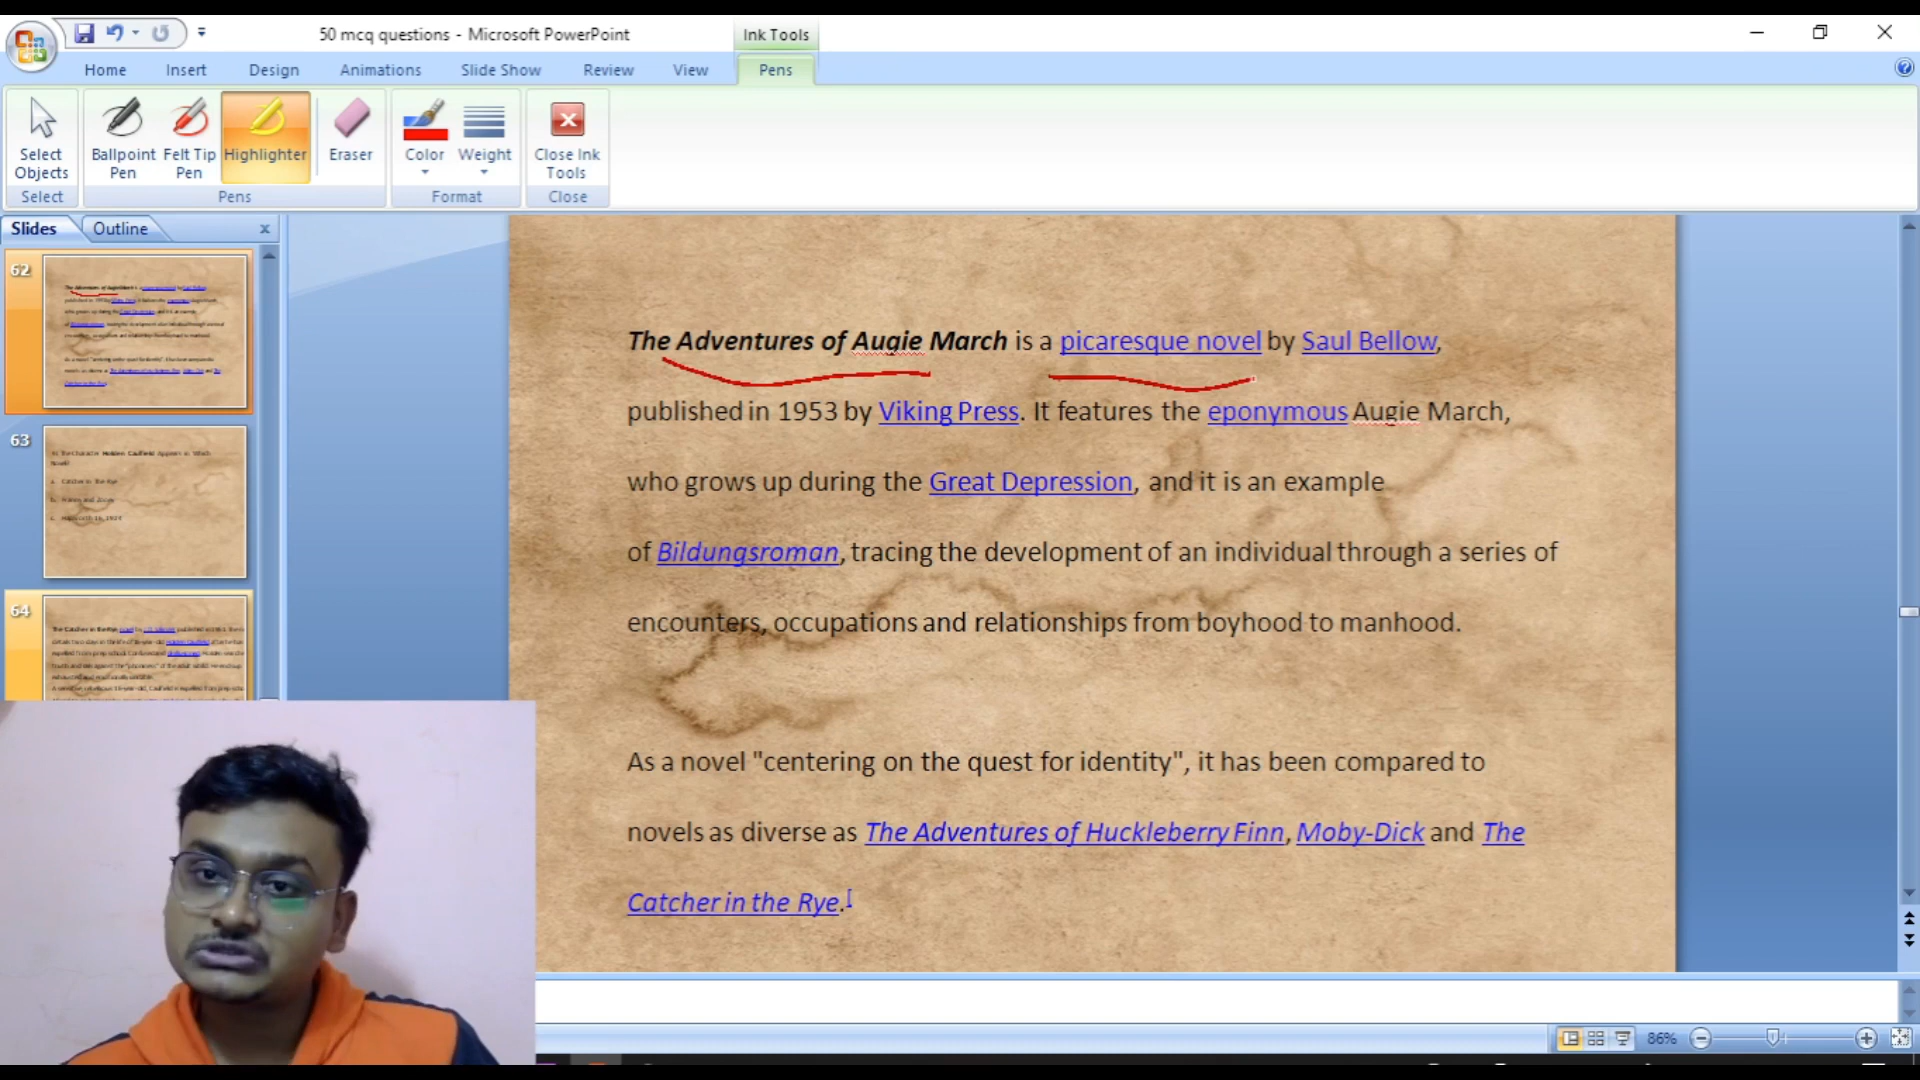 50 mcq questions - Microsoft PowerPoint
Ink Tools
Home Insert Design Animations Slide Show Review View Pens
Select Objects
Ballpoint Pen
Felt Tip Pen
Highlighter
Eraser
Color
Weight
Close Ink Tools
Select Pens Format Close
Slides Outline x
62
63
64
The Adventures of Augie March is a picaresque novel by Saul Bellow,
published in 1953 by Viking Press. It features the eponymous Augie March,
who grows up during the Great Depression, and it is an example
of Bildungsroman, tracing the development of an individual through a series of
encounters, occupations and relationships from boyhood to manhood.
As a novel "centering on the quest for identity", it has been compared to
novels as diverse as The Adventures of Huckleberry Finn, Moby-Dick and The
Catcher in the Rye.[
86%